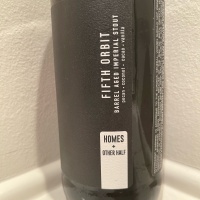 FIFTH ORBIT
BARREL AGED IMPERIAL STOUT
HOMES
+
OTHER HALF